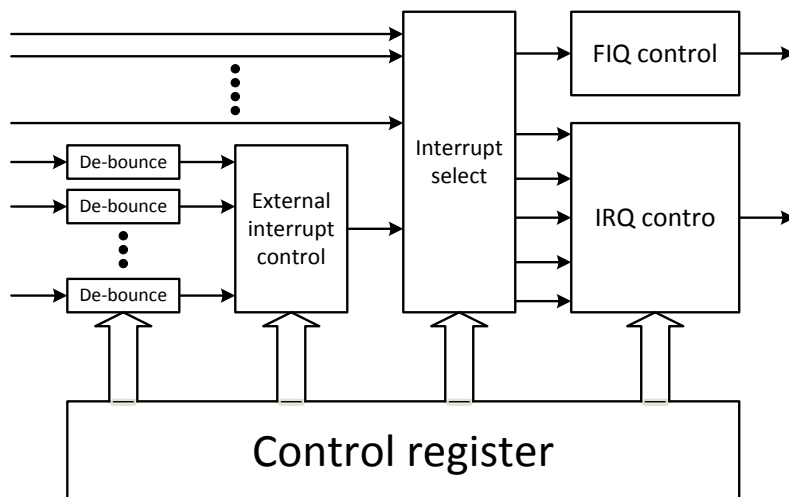 FIQ control
De-bounce
De-bounce
De-bounce
External
interrupt
control
Interrupt
select
IRQ contro
Control register